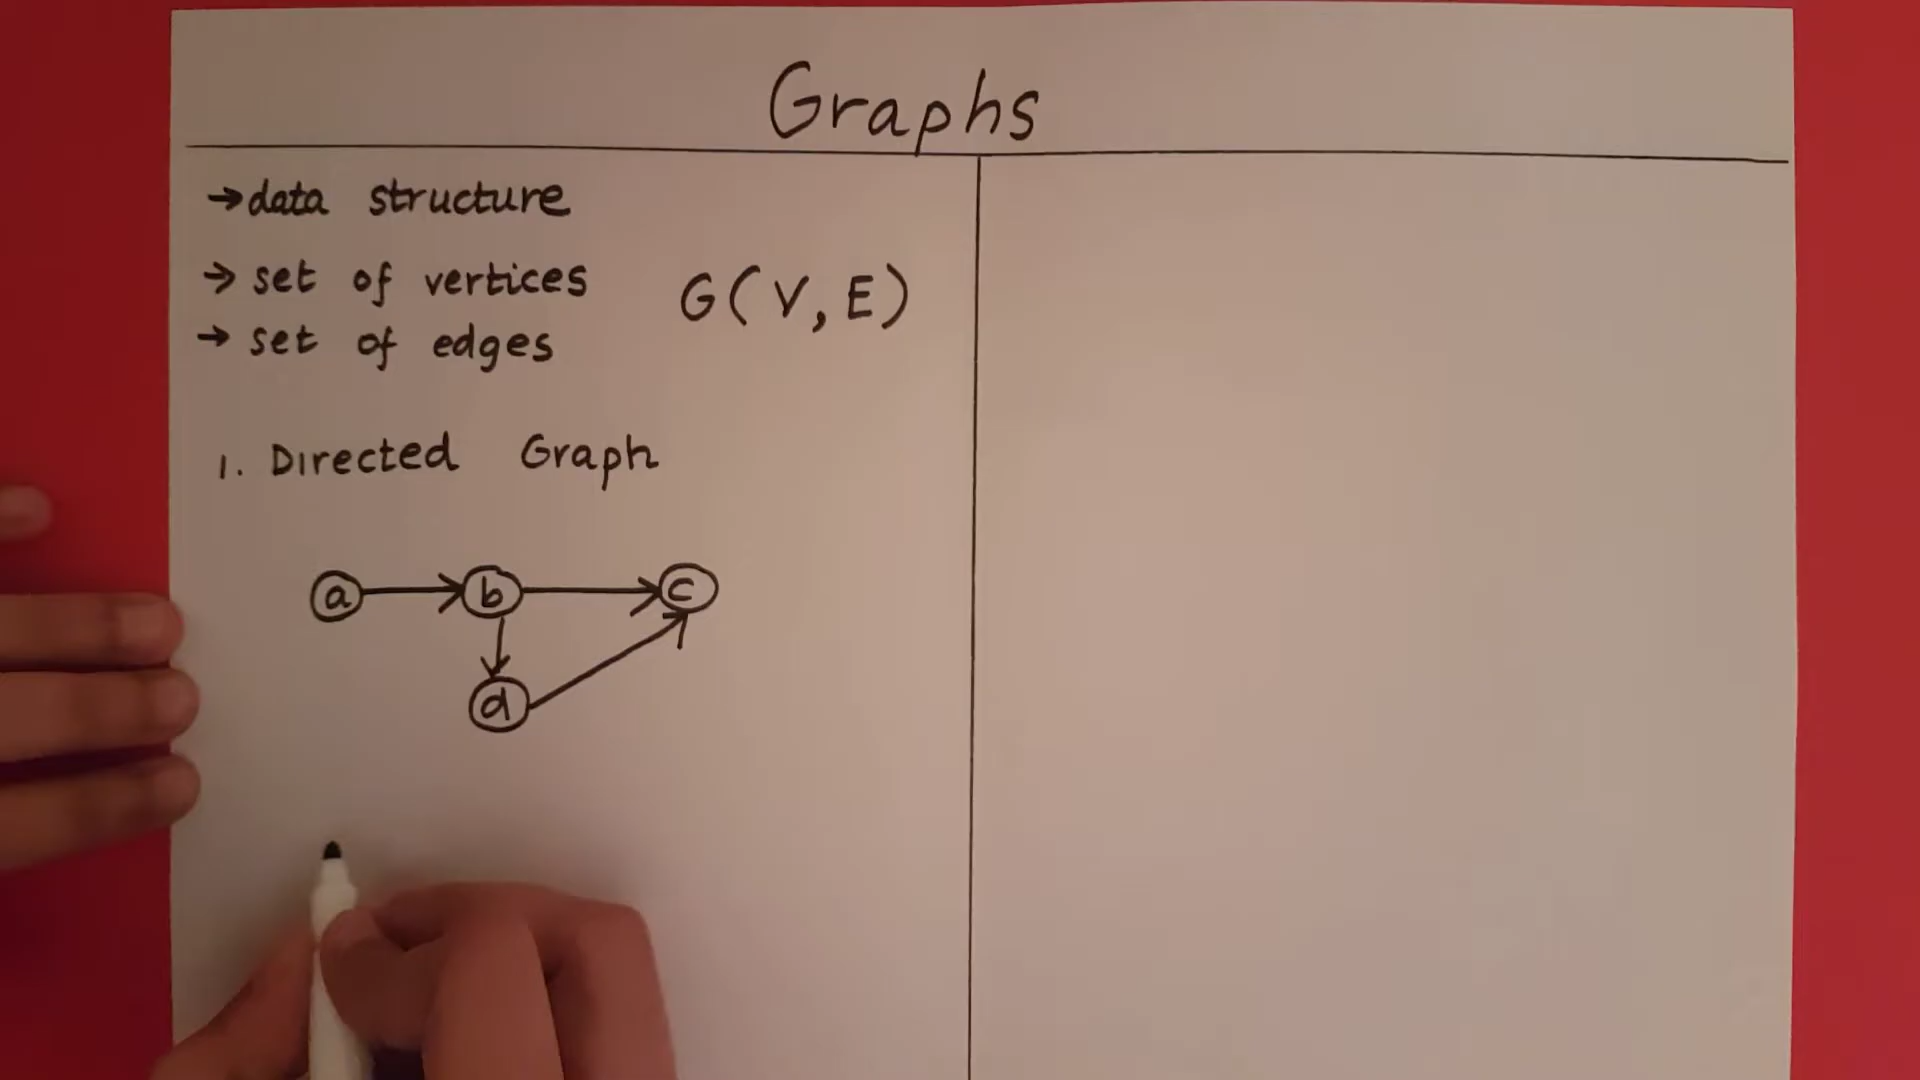 Graphs
→ data structure
→ set of vertices
→ set of edges
G(V, E)
1. Directed Graph
a
b
c
d